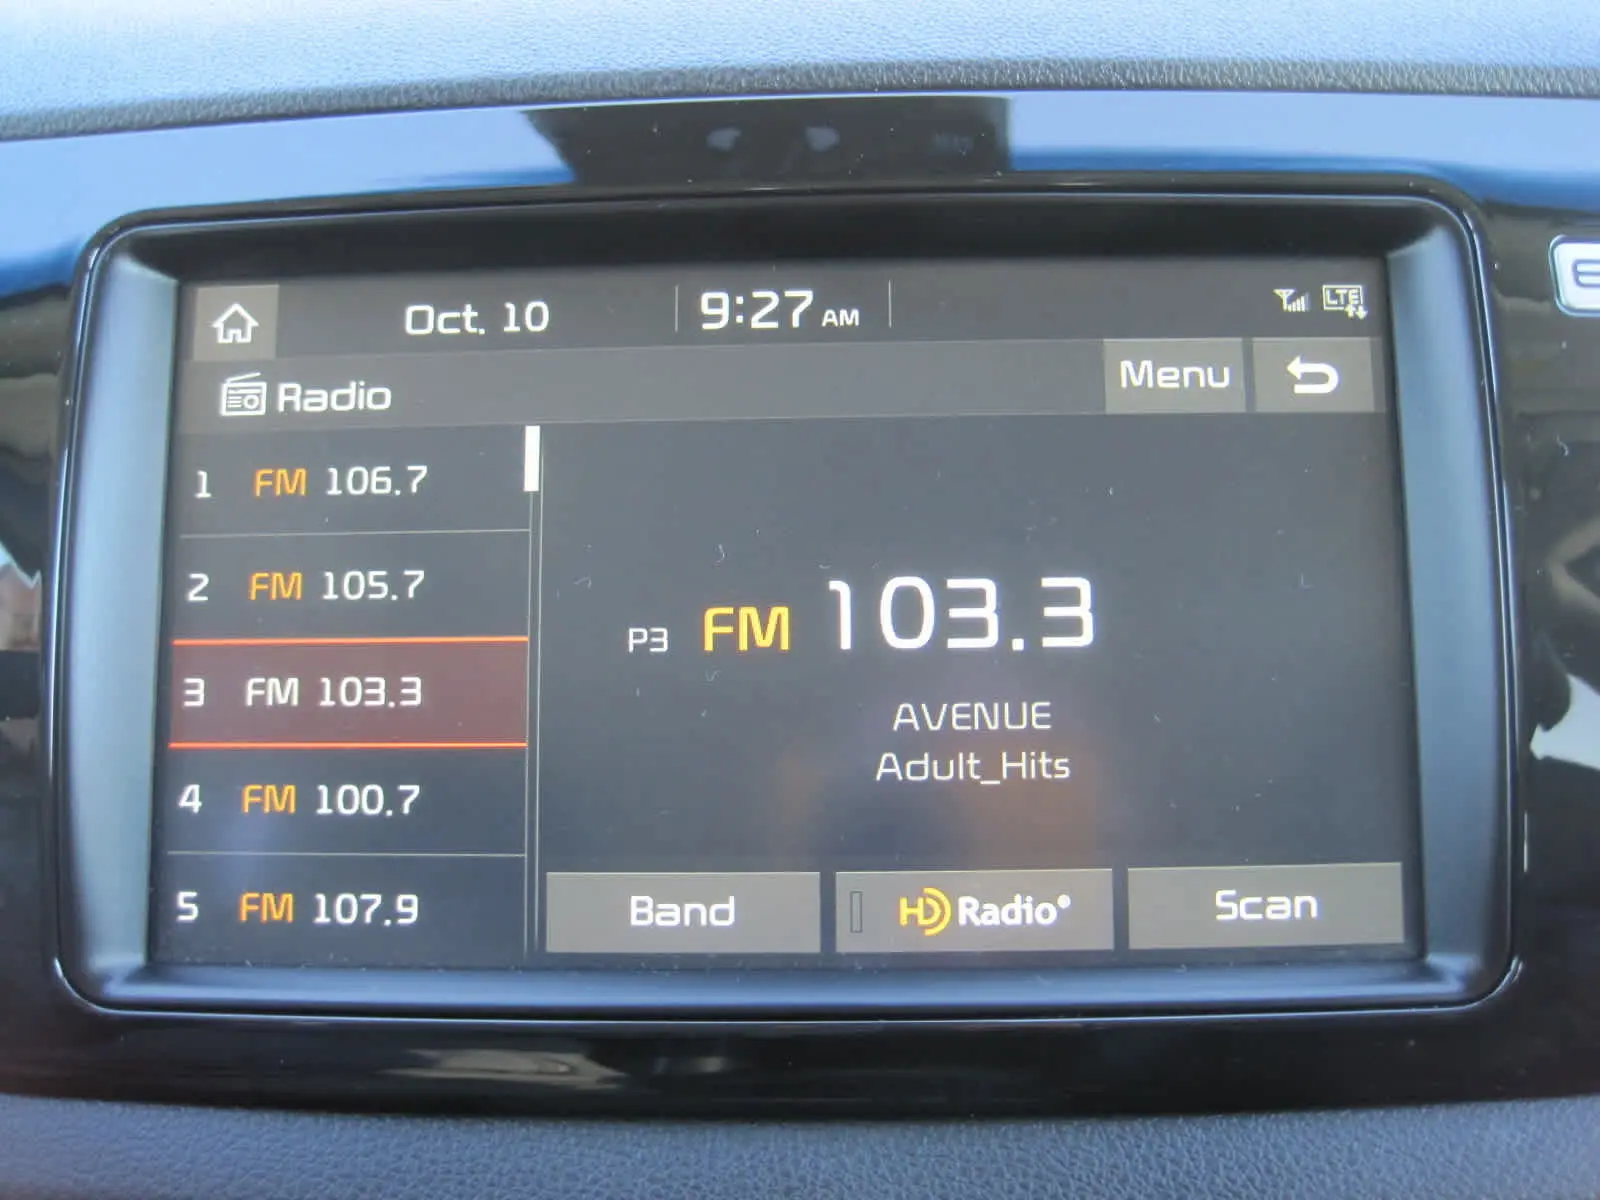 Oct. 10
9:27 AM
LTE
Radio
Menu
1 FM 106.7
2 FM 105.7
3 FM 103.3
4 FM 100.7
5 FM 107.9
P3 FM 103.3
AVENUE
Adult_Hits
Band
HD Radio
Scan